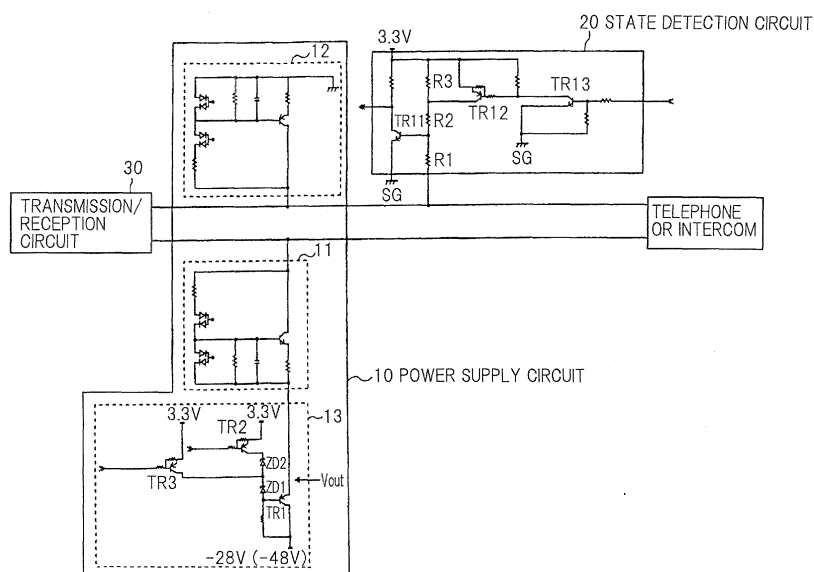 20 STATE DETECTION CIRCUIT
3.3V
12
R3
TR12
TR13
TR11
R2
R1
SG
SG
30
TRANSMISSION/
RECEPTION
CIRCUIT
TELEPHONE
OR INTERCOM
11
10 POWER SUPPLY CIRCUIT
3.3V
3.3V
13
TR2
TR3
ZD2
ZD1
Vout
TR1
-28V (-48V)